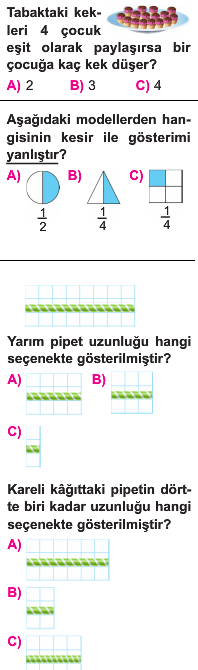 Tabaktaki kek-
leri 4 çocuk
eşit olarak paylaşırsa bir
çocuğa kaç kek düşer?
A) 2 B) 3 C) 4
Aşağıdaki modellerden han-
gisinin kesir ile gösterimi
yanlıştır?
A) B) C)
1/2 1/4 1/4
Yarım pipet uzunluğu hangi
seçenekte gösterilmiştir?
A) B)
C)
Kareli kâğıttaki pipetin dört-
te biri kadar uzunluğu hangi
seçenekte gösterilmiştir?
A)
B)
C)